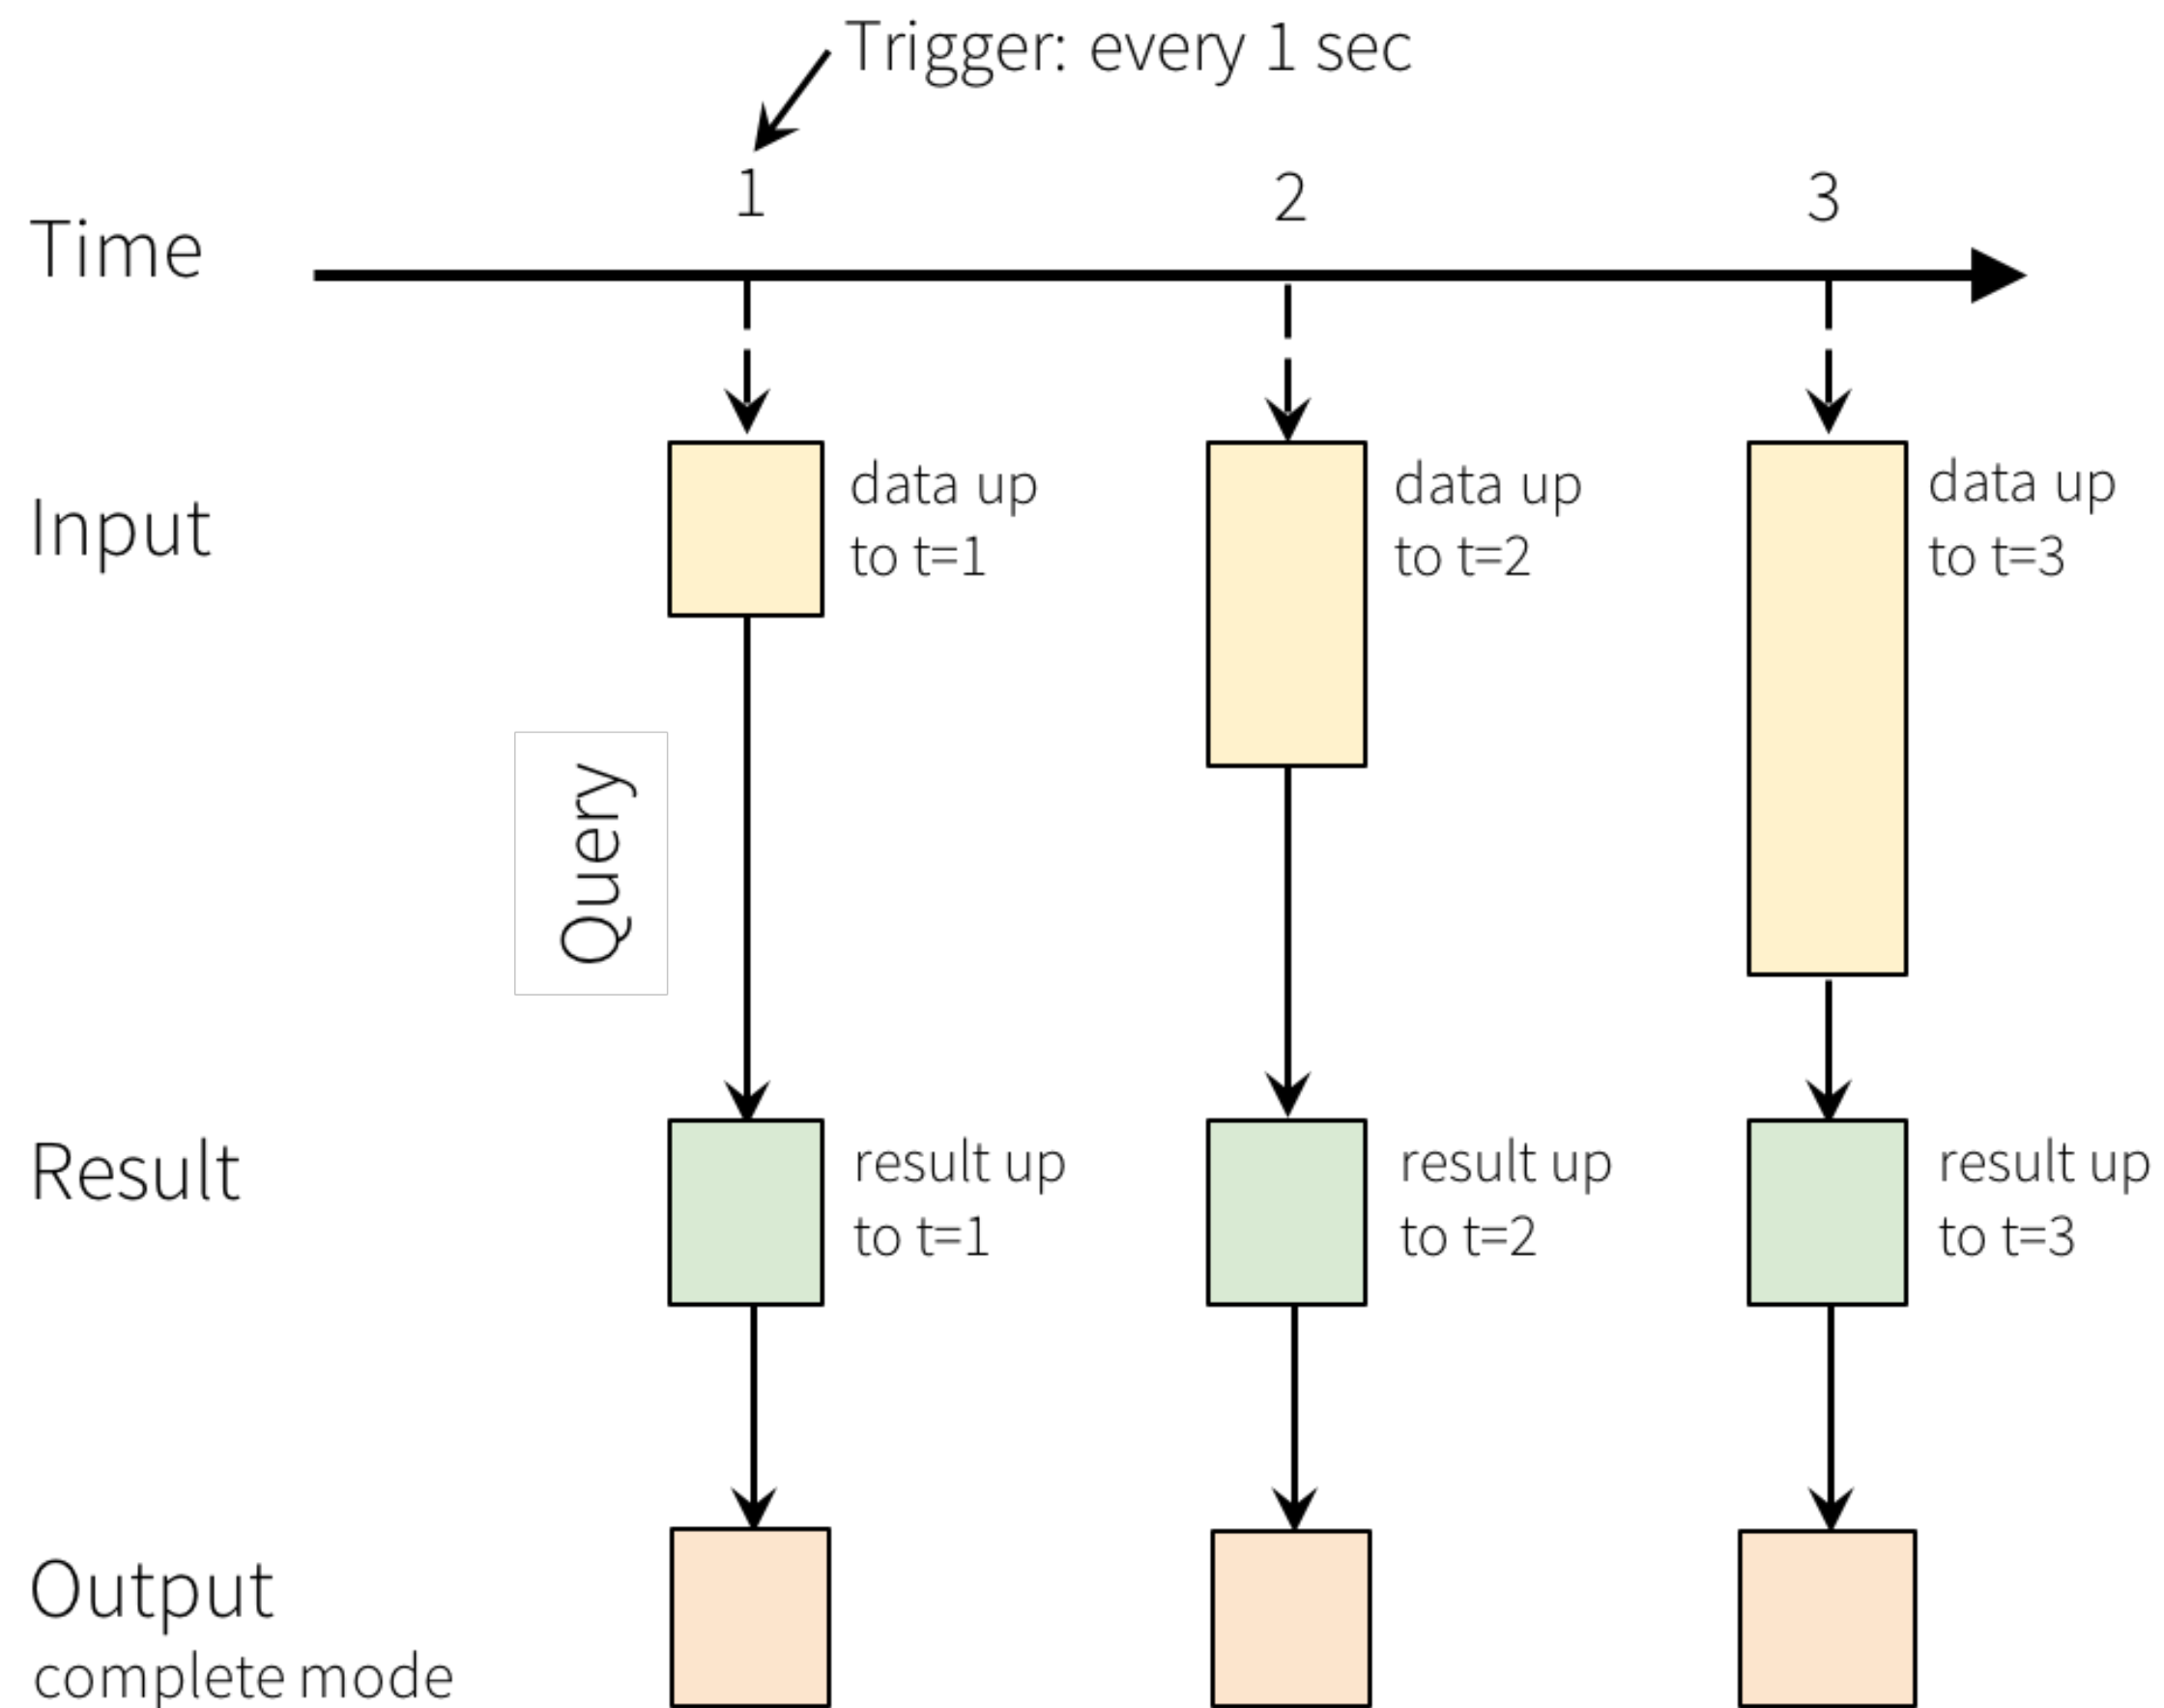 Trigger: every 1 sec
1 2 3
Time
Input
data up
to t=1
data up
to t=2
data up
to t=3
Query
Result
result up
to t=1
result up
to t=2
result up
to t=3
Output
complete mode